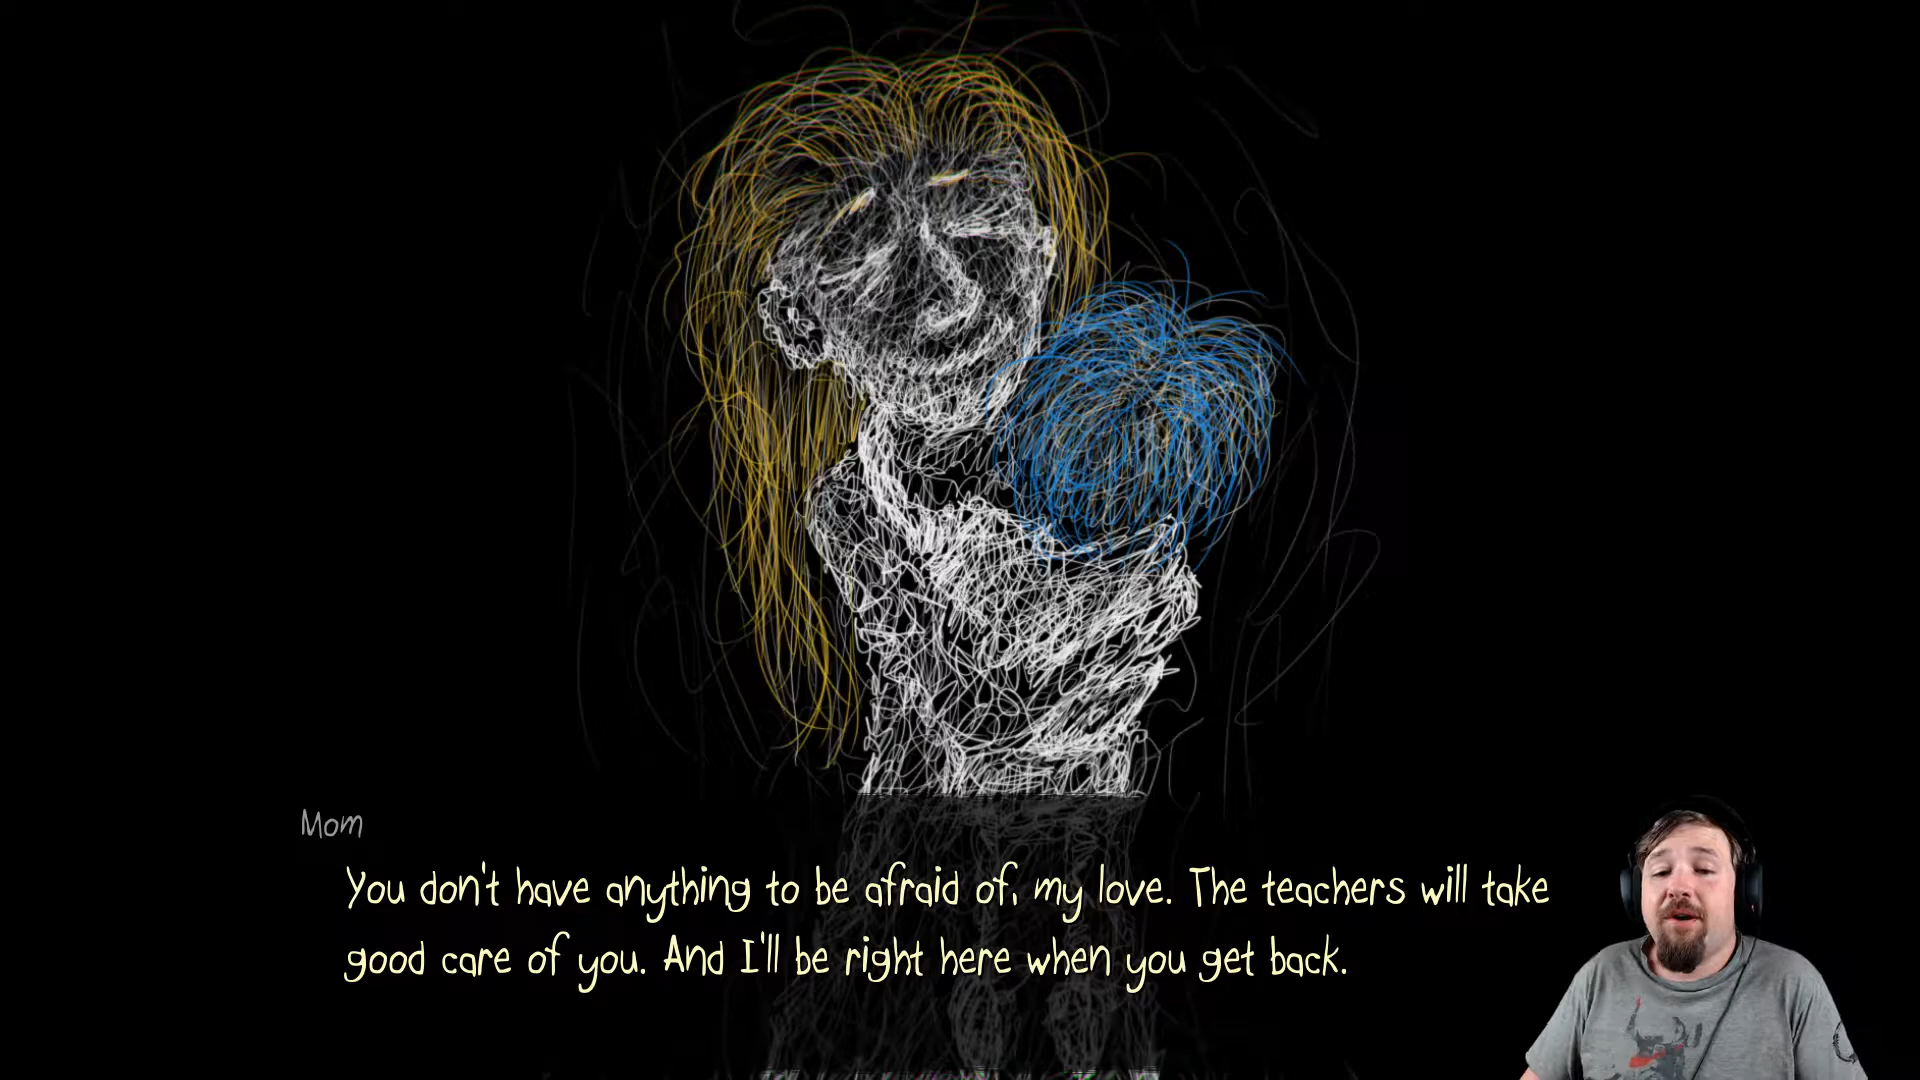 Mom
You don't have anything to be afraid of, my love. The teachers will take
good care of you. And I'll be right here when you get back.